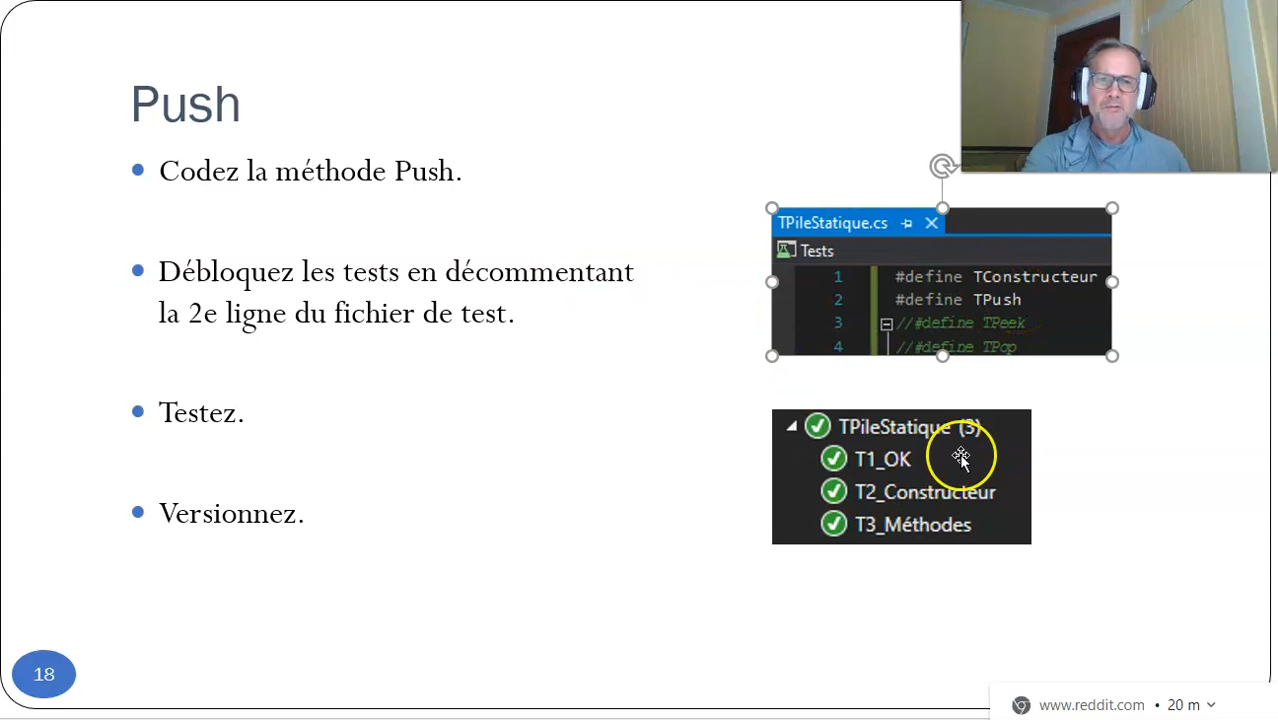 Push
Codez la méthode Push.
Débloquez les tests en décommentant
la 2e ligne du fichier de test.
Testez.
Versionnez.
TPileStatique.cs
Tests
1 #define TConstructeur
2 #define TPush
3 //#define TPeek
4 //#define TPop
TPileStatique (3)
T1_OK
T2_Constructeur
T3_Méthodes
18
www.reddit.com • 20 m